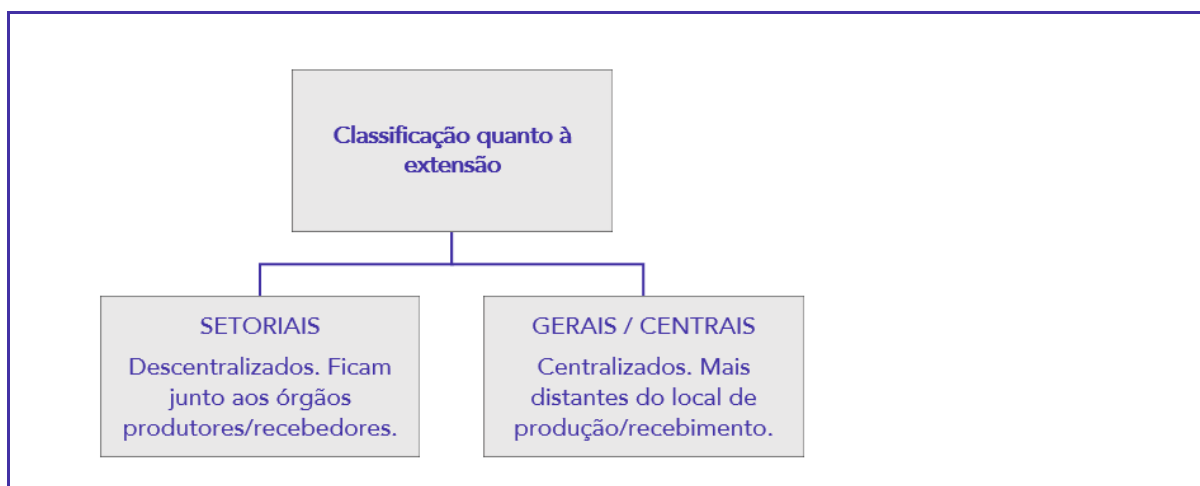 Classificação quanto à
extensão
SETORIAIS
Descentralizados. Ficam
junto aos órgãos
produtores/recebedores.
GERAIS / CENTRAIS
Centralizados. Mais
distantes do local de
produção/recebimento.